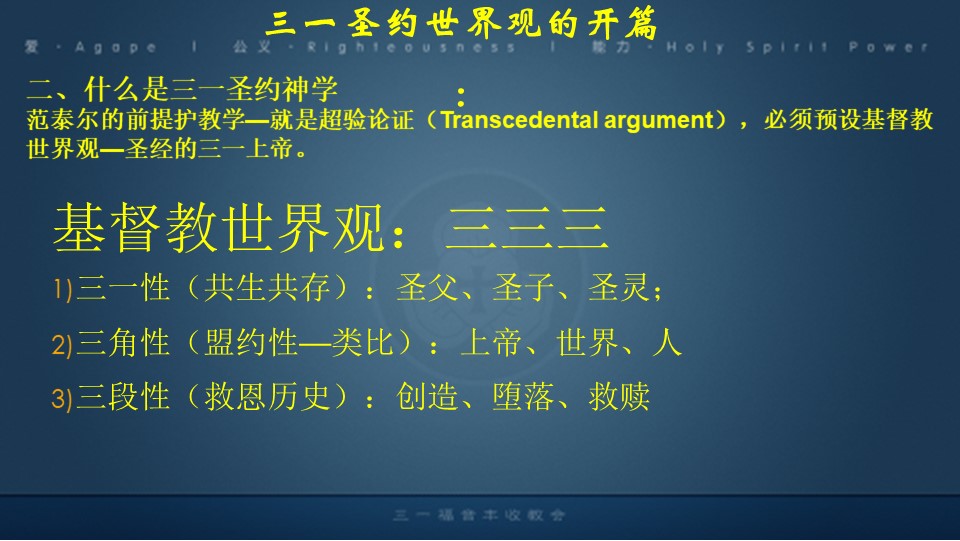 三一圣约世界观的开篇
爱 · Agape | 公义 · Righteousness | 能力 · Holy Spirit Power
二、什么是三一圣约神学 ：
范泰尔的前提护教学—就是超验论证（Transcedental argument），必须预设基督教
世界观—圣经的三一上帝。
基督教世界观：三三三
1)三一性（共生共存）：圣父、圣子、圣灵；
2)三角性（盟约性—类比）：上帝、世界、人
3)三段性（救恩历史）：创造、堕落、救赎
三一福音丰收教会